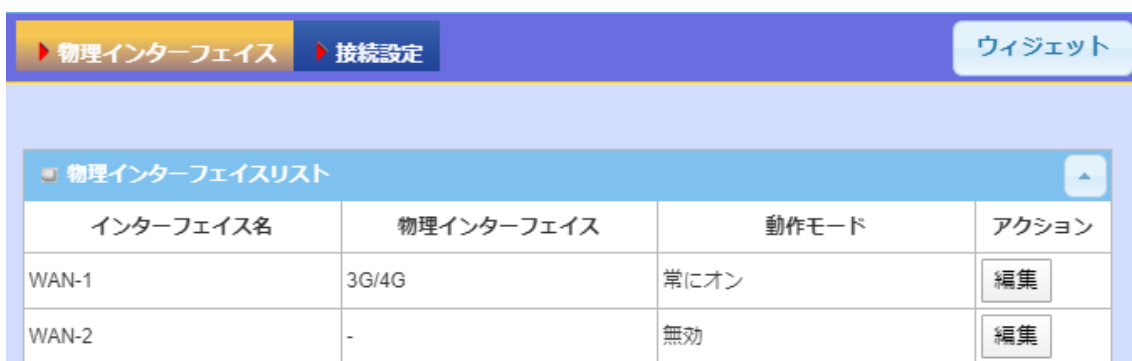 物理インターフェイス 接続設定 ウィジェット
物理インターフェイスリスト
インターフェイス名 物理インターフェイス 動作モード アクション
WAN-1 3G/4G 常にオン 編集
WAN-2 - 無効 編集